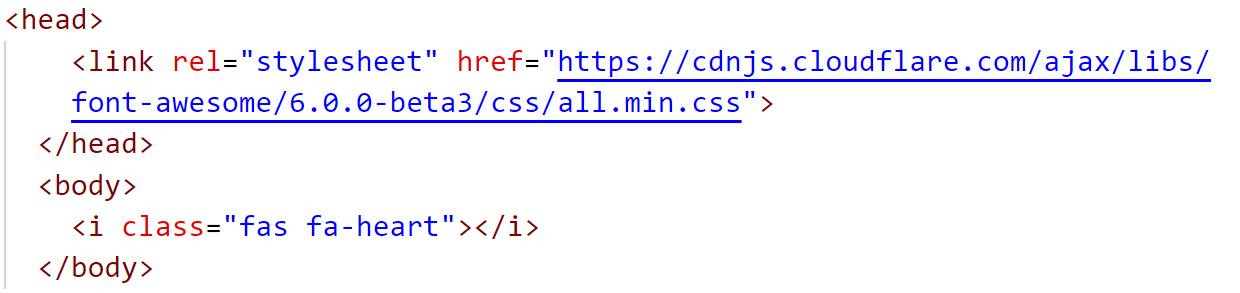 <head>
<link rel="stylesheet" href="https://cdnjs.cloudflare.com/ajax/libs/
font-awesome/6.0.0-beta3/css/all.min.css">
</head>
<body>
<i class="fas fa-heart"></i>
</body>